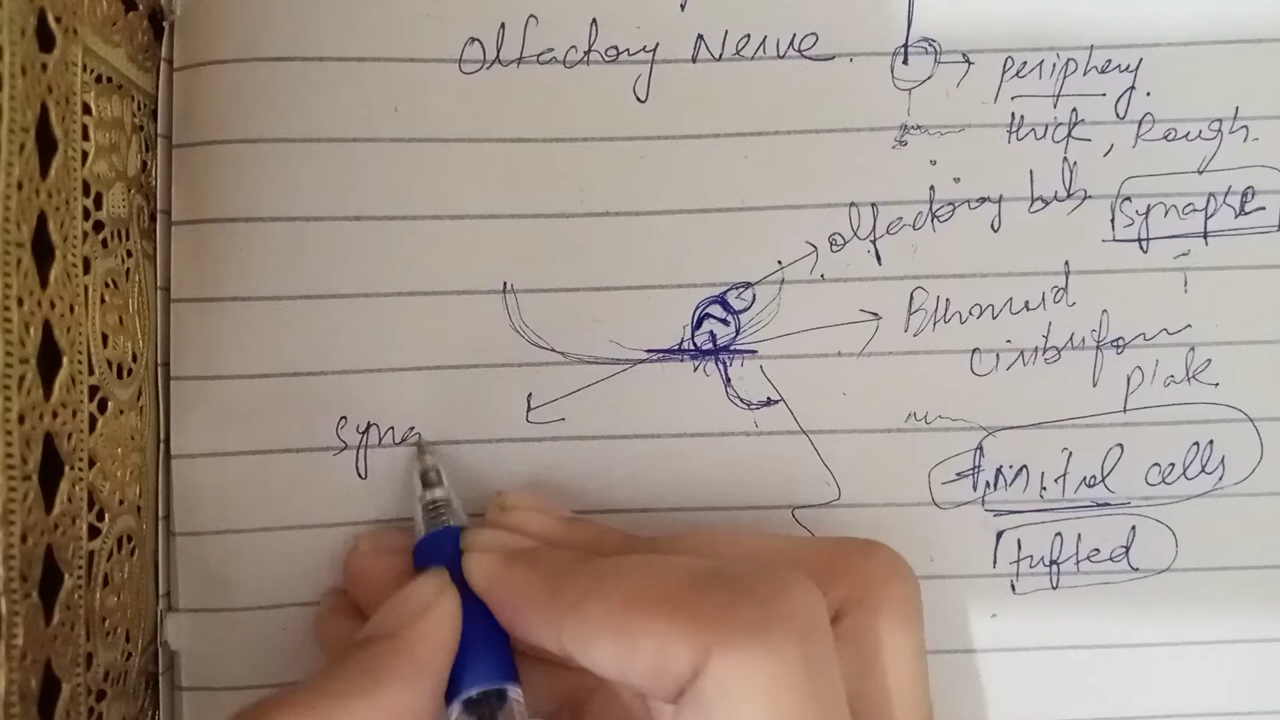 Olfactory Nerve.
periphery.
thick, Rough.
olfactory bulb
synapse
Ethmoid
Cribriform
plate
mitral cells
tufted
Syna